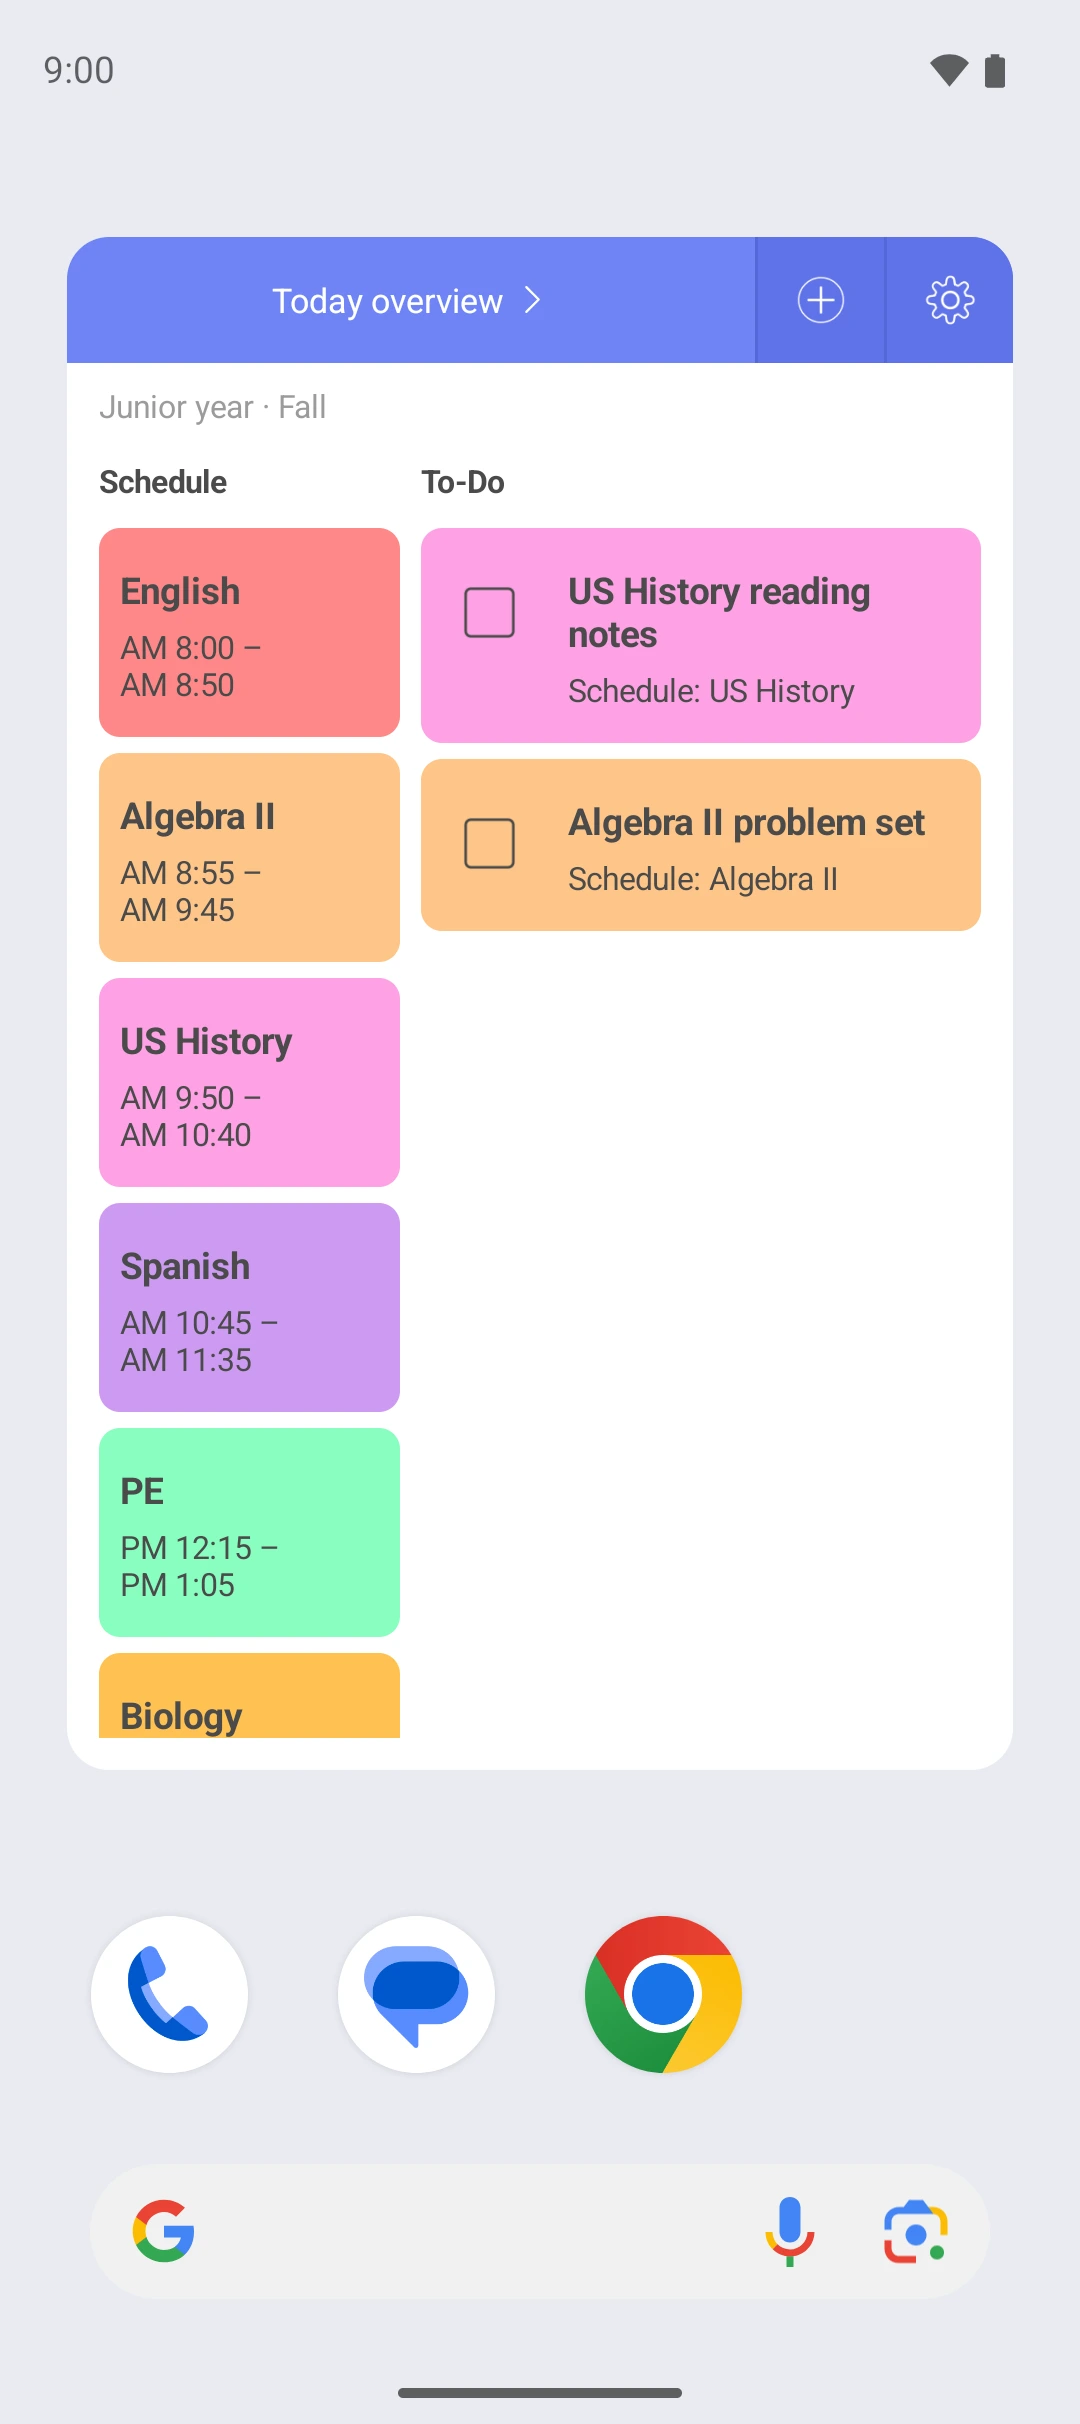 9:00
Today overview
Junior year · Fall
Schedule
English
AM 8:00 –
AM 8:50
Algebra II
AM 8:55 –
AM 9:45
US History
AM 9:50 –
AM 10:40
Spanish
AM 10:45 –
AM 11:35
PE
PM 12:15 –
PM 1:05
Biology
To-Do
US History reading
notes
Schedule: US History
Algebra II problem set
Schedule: Algebra II